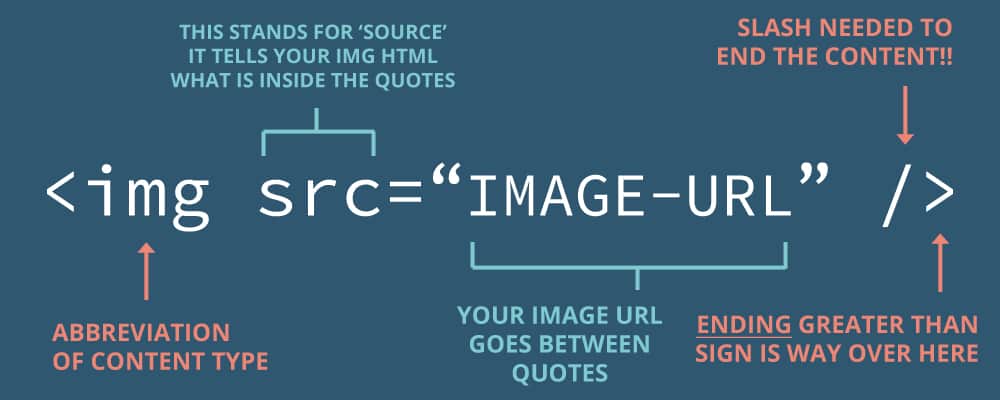 THIS STANDS FOR ‘SOURCE’
IT TELLS YOUR IMG HTML
WHAT IS INSIDE THE QUOTES
SLASH NEEDED TO
END THE CONTENT!!
<img src=“IMAGE-URL” />
ABBREVIATION
OF CONTENT TYPE
YOUR IMAGE URL
GOES BETWEEN
QUOTES
ENDING GREATER THAN
SIGN IS WAY OVER HERE